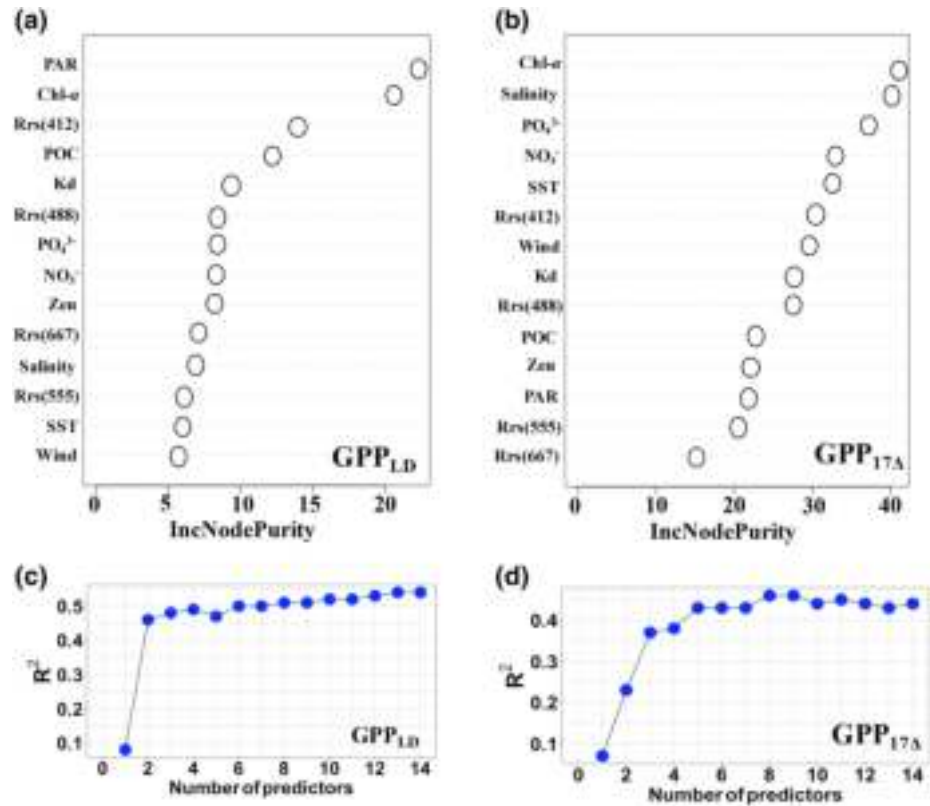 (a)
PAR
Chl-a
Rrs(412)
POC
Kd
Rrs(488)
PO₄³⁻
NO₃⁻
Zeu
Rrs(667)
Salinity
Rrs(555)
SST
Wind
GPP_LD
0 5 10 15 20
IncNodePurity
(b)
Chl-a
Salinity
PO₄³⁻
NO₃⁻
SST
Rrs(412)
Wind
Kd
Rrs(488)
POC
Zeu
PAR
Rrs(555)
Rrs(667)
GPP₁₇Δ
0 10 20 30 40
IncNodePurity
(c)
R²
0.5
0.4
0.3
0.2
0.1
GPP_LD
0 2 4 6 8 10 12 14
Number of predictors
(d)
R²
0.4
0.3
0.2
0.1
GPP₁₇Δ
0 2 4 6 8 10 12 14
Number of predictors